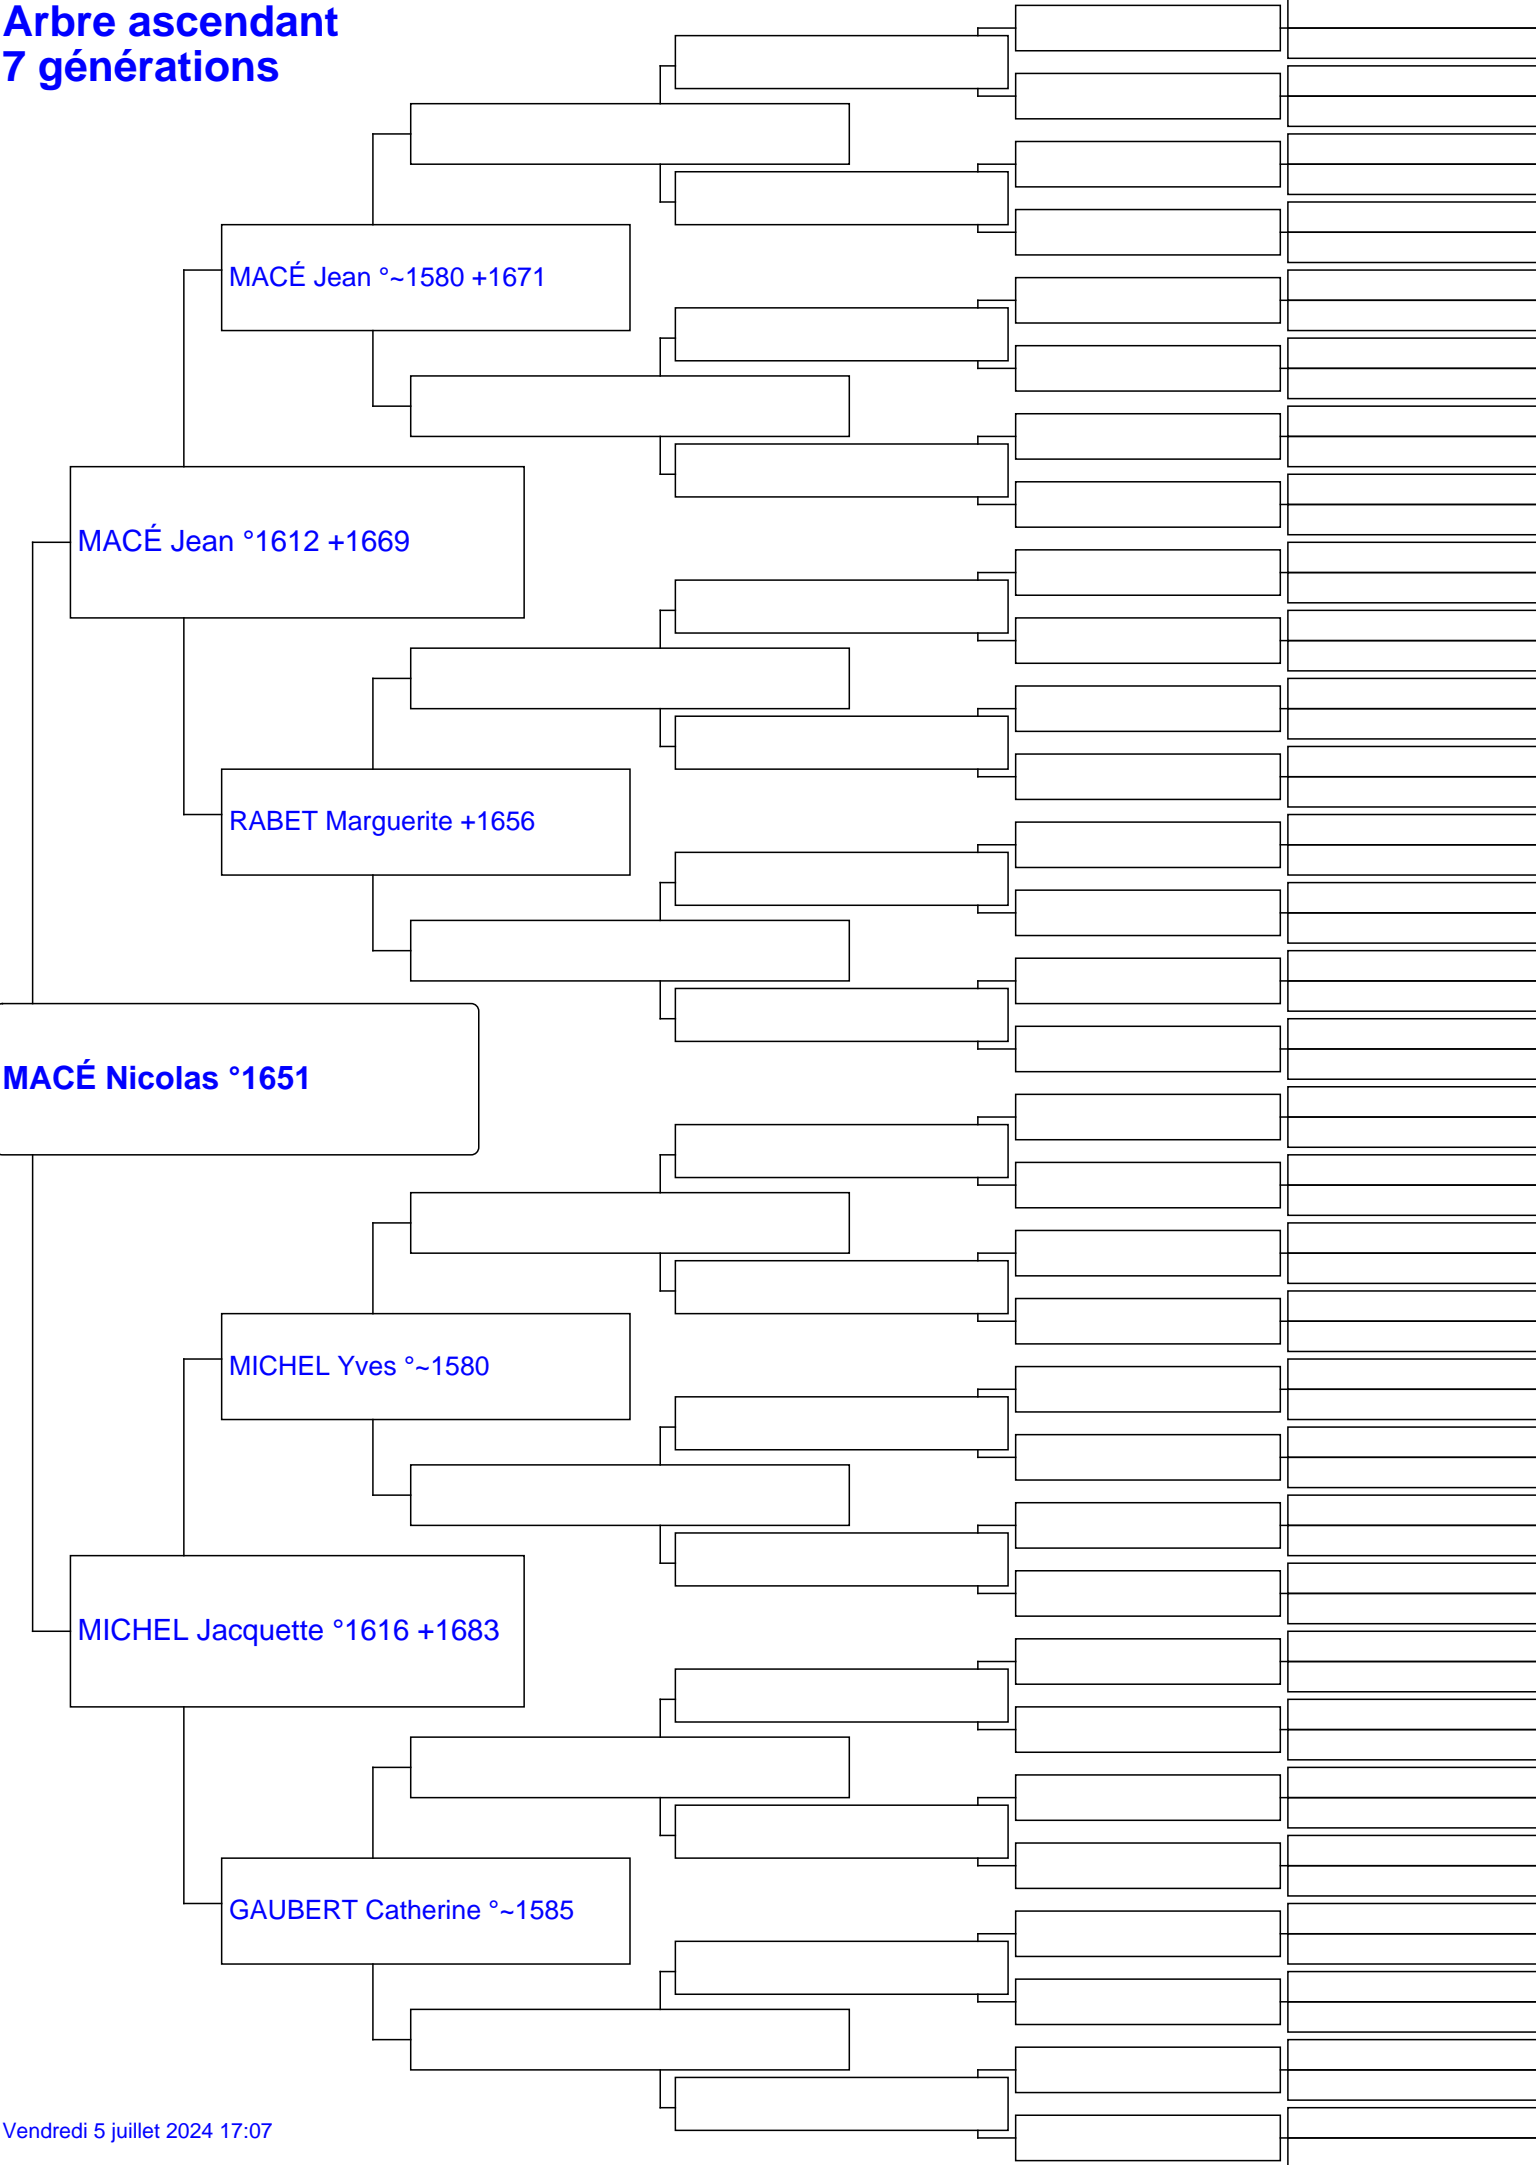 Arbre ascendant
7 générations
MACÉ Jean °~1580 +1671
MACÉ Jean °1612 +1669
RABET Marguerite +1656
MACÉ Nicolas °1651
MICHEL Yves °~1580
MICHEL Jacquette °1616 +1683
GAUBERT Catherine °~1585
Vendredi 5 juillet 2024 17:07